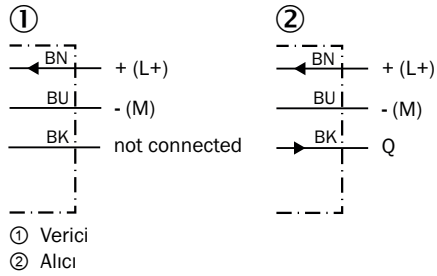 ① ②
BN + (L+) BN + (L+)
BU - (M) BU - (M)
BK not connected BK Q
① Verici
② Alıcı